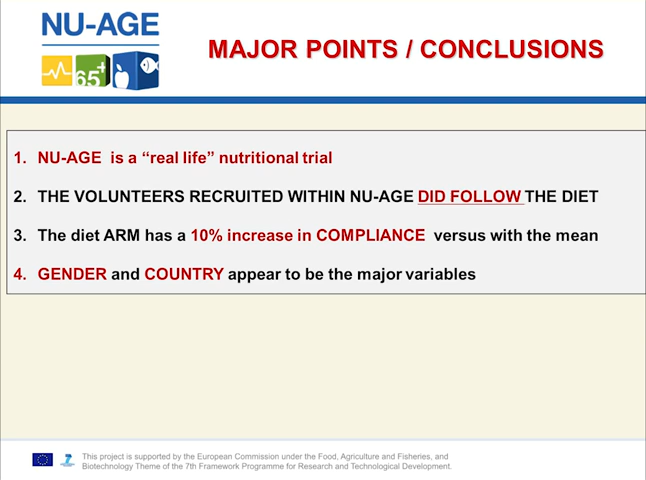 NU-AGE
65+
MAJOR POINTS / CONCLUSIONS
1. NU-AGE is a “real life” nutritional trial
2. THE VOLUNTEERS RECRUITED WITHIN NU-AGE DID FOLLOW THE DIET
3. The diet ARM has a 10% increase in COMPLIANCE versus with the mean
4. GENDER and COUNTRY appear to be the major variables
This project is supported by the European Commission under the Food, Agriculture and Fisheries, and
Biotechnology Theme of the 7th Framework Programme for Research and Technological Development.